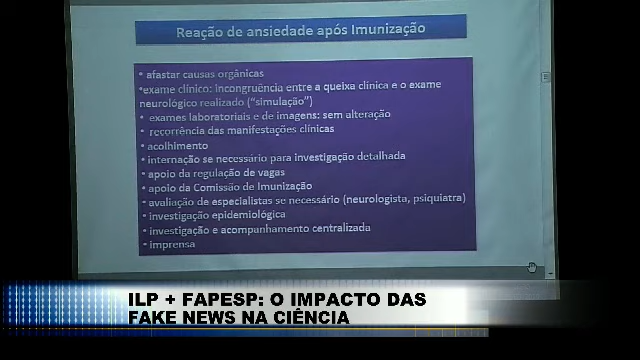 Reação de ansiedade após Imunização
• afastar causas orgânicas
•exame clínico: incongruência entre a queixa clínica e o exame
neurológico realizado ("simulação")
• exames laboratoriais e de imagens: sem alteração
• recorrência das manifestações clínicas
• acolhimento
• internação se necessário para investigação detalhada
• apoio da regulação de vagas
• apoio da Comissão de Imunização
• avaliação de especialistas se necessário (neurologista, psiquiatra)
• investigação epidemiológica
• investigação e acompanhamento centralizada
• imprensa
ILP + FAPESP: O IMPACTO DAS
FAKE NEWS NA CIÊNCIA